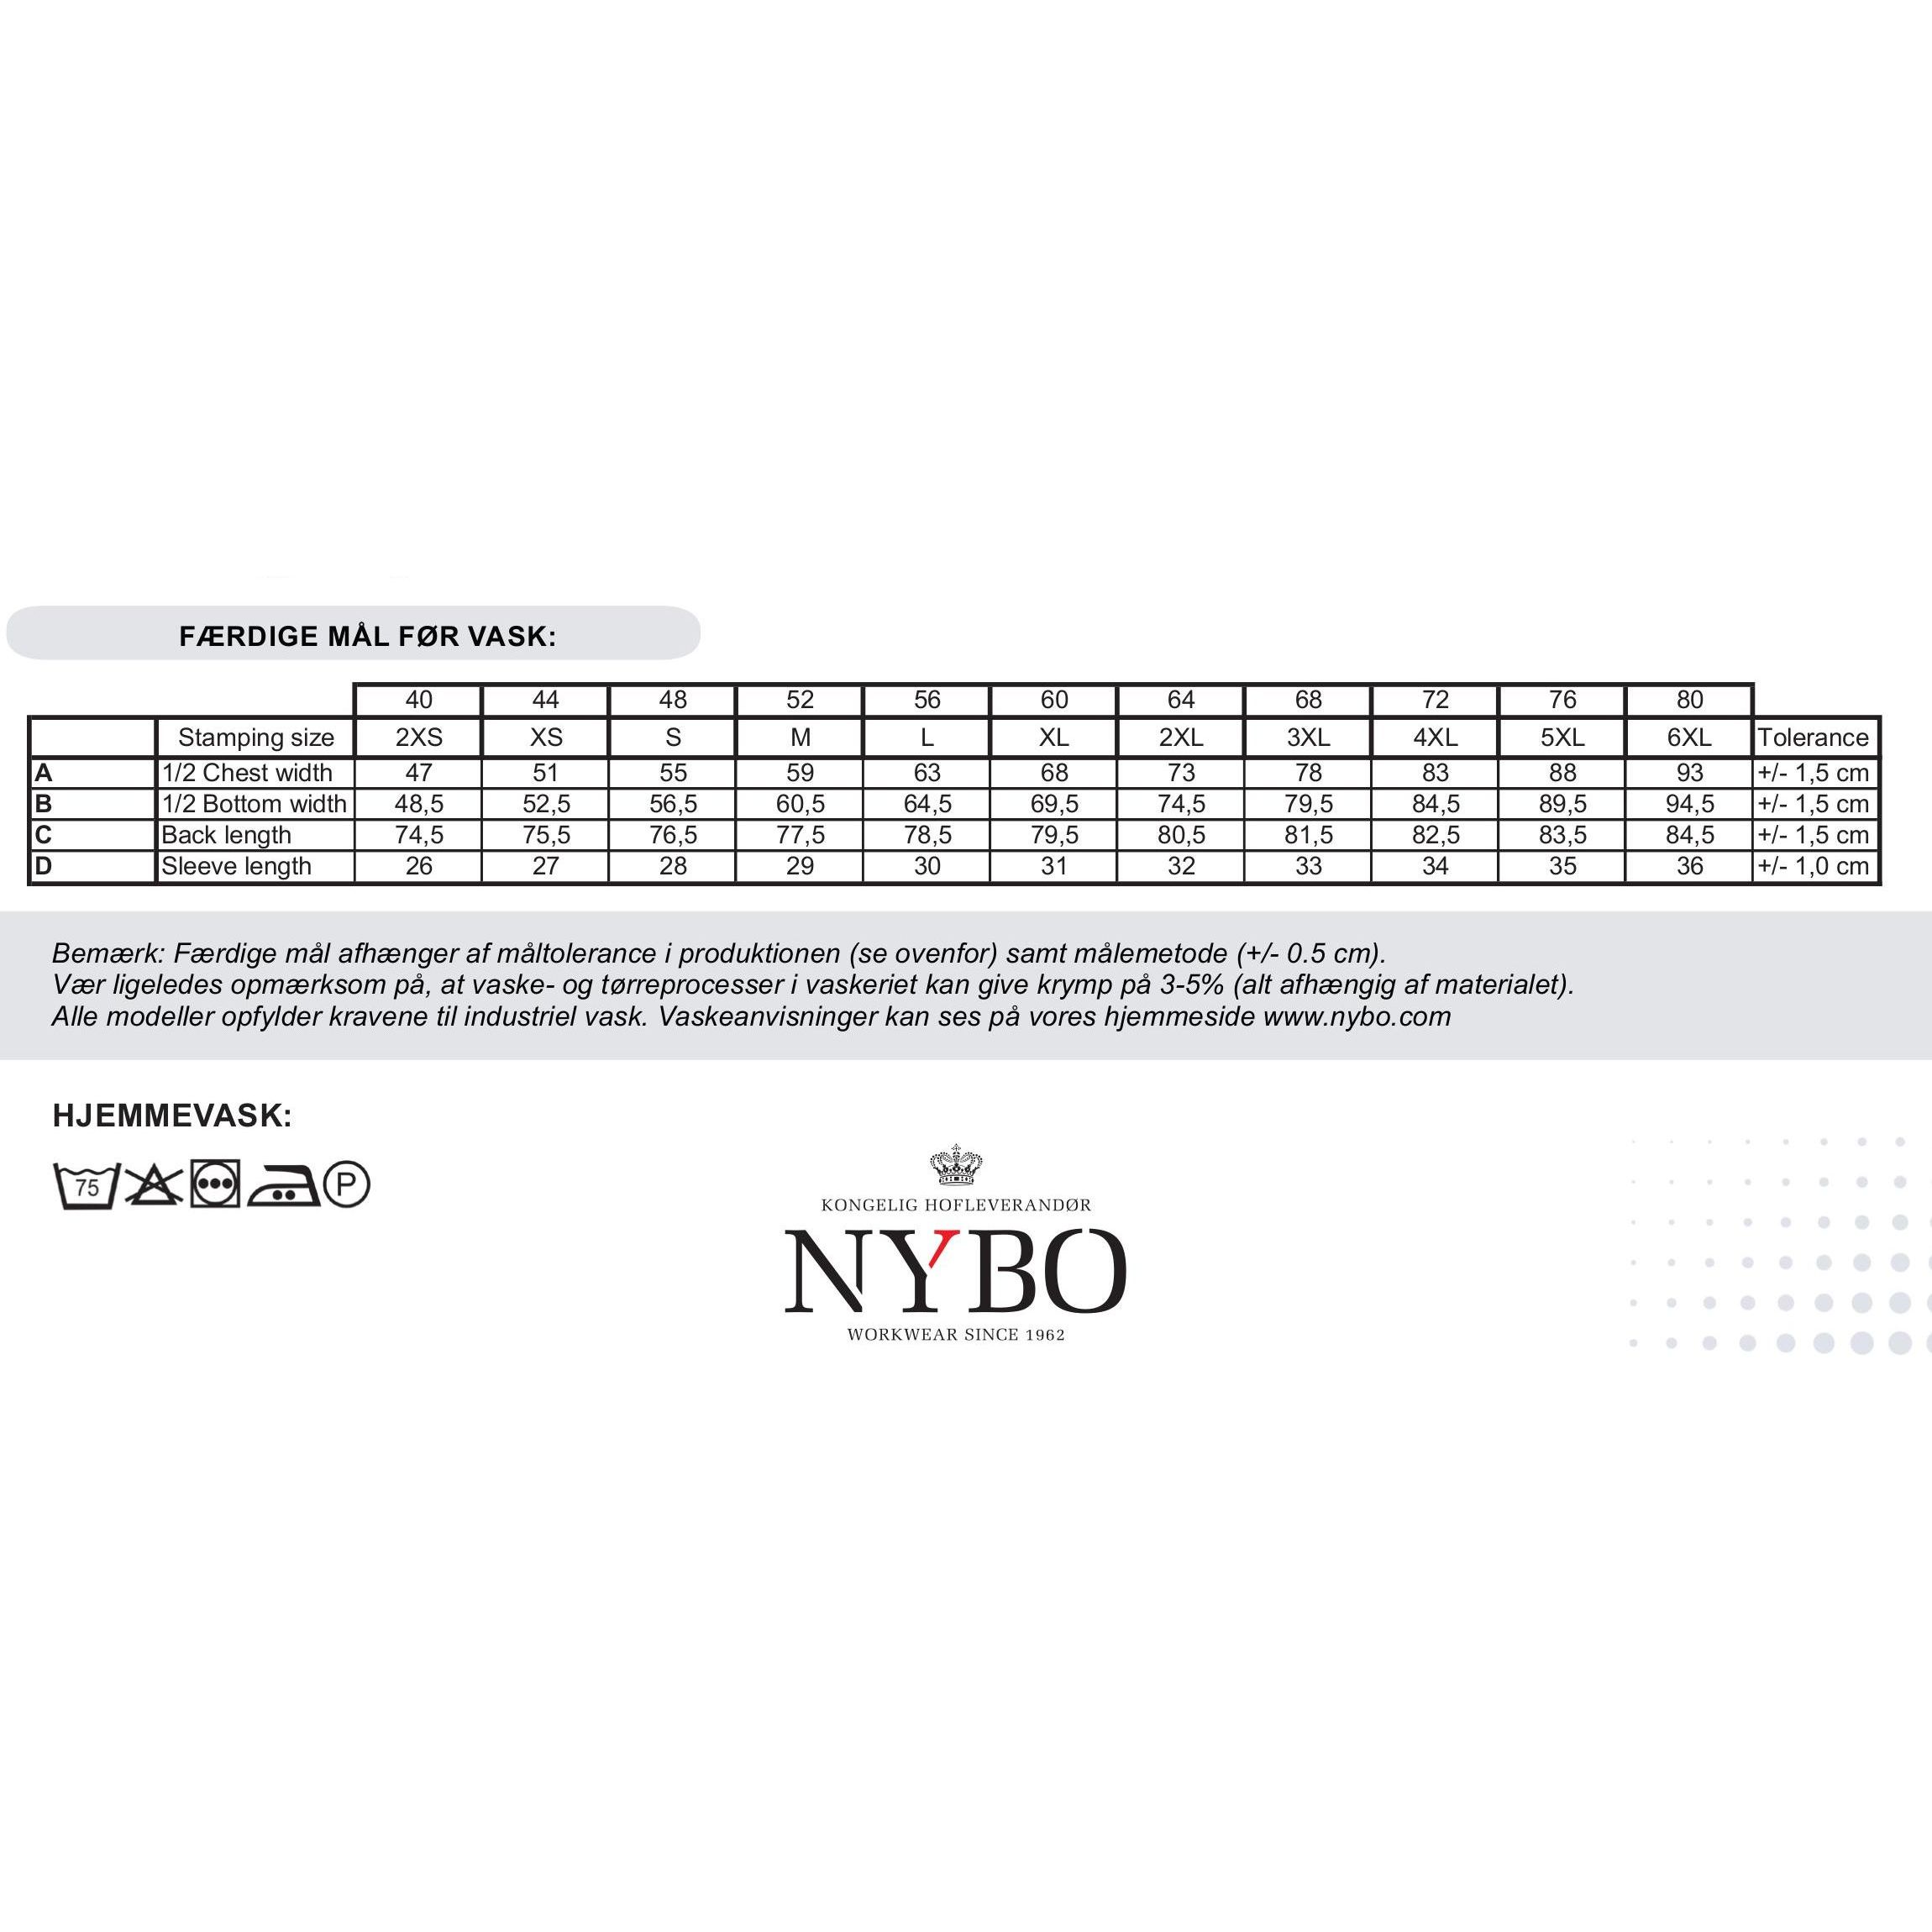 FÆRDIGE MÅL FØR VASK:
40 44 48 52 56 60 64 68 72 76 80
Stamping size 2XS XS S M L XL 2XL 3XL 4XL 5XL 6XL Tolerance
A 1/2 Chest width 47 51 55 59 63 68 73 78 83 88 93 +/- 1,5 cm
B 1/2 Bottom width 48,5 52,5 56,5 60,5 64,5 69,5 74,5 79,5 84,5 89,5 94,5 +/- 1,5 cm
C Back length 74,5 75,5 76,5 77,5 78,5 79,5 80,5 81,5 82,5 83,5 84,5 +/- 1,5 cm
D Sleeve length 26 27 28 29 30 31 32 33 34 35 36 +/- 1,0 cm
Bemærk: Færdige mål afhænger af måltolerance i produktionen (se ovenfor) samt målemetode (+/- 0.5 cm).
Vær ligeledes opmærksom på, at vaske- og tørreprocesser i vaskeriet kan give krymp på 3-5% (alt afhængig af materialet).
Alle modeller opfylder kravene til industriel vask. Vaskeanvisninger kan ses på vores hjemmeside www.nybo.com
HJEMMEVASK:
75 P
KONGELIG HOFLEVERANDØR
NYBO
WORKWEAR SINCE 1962